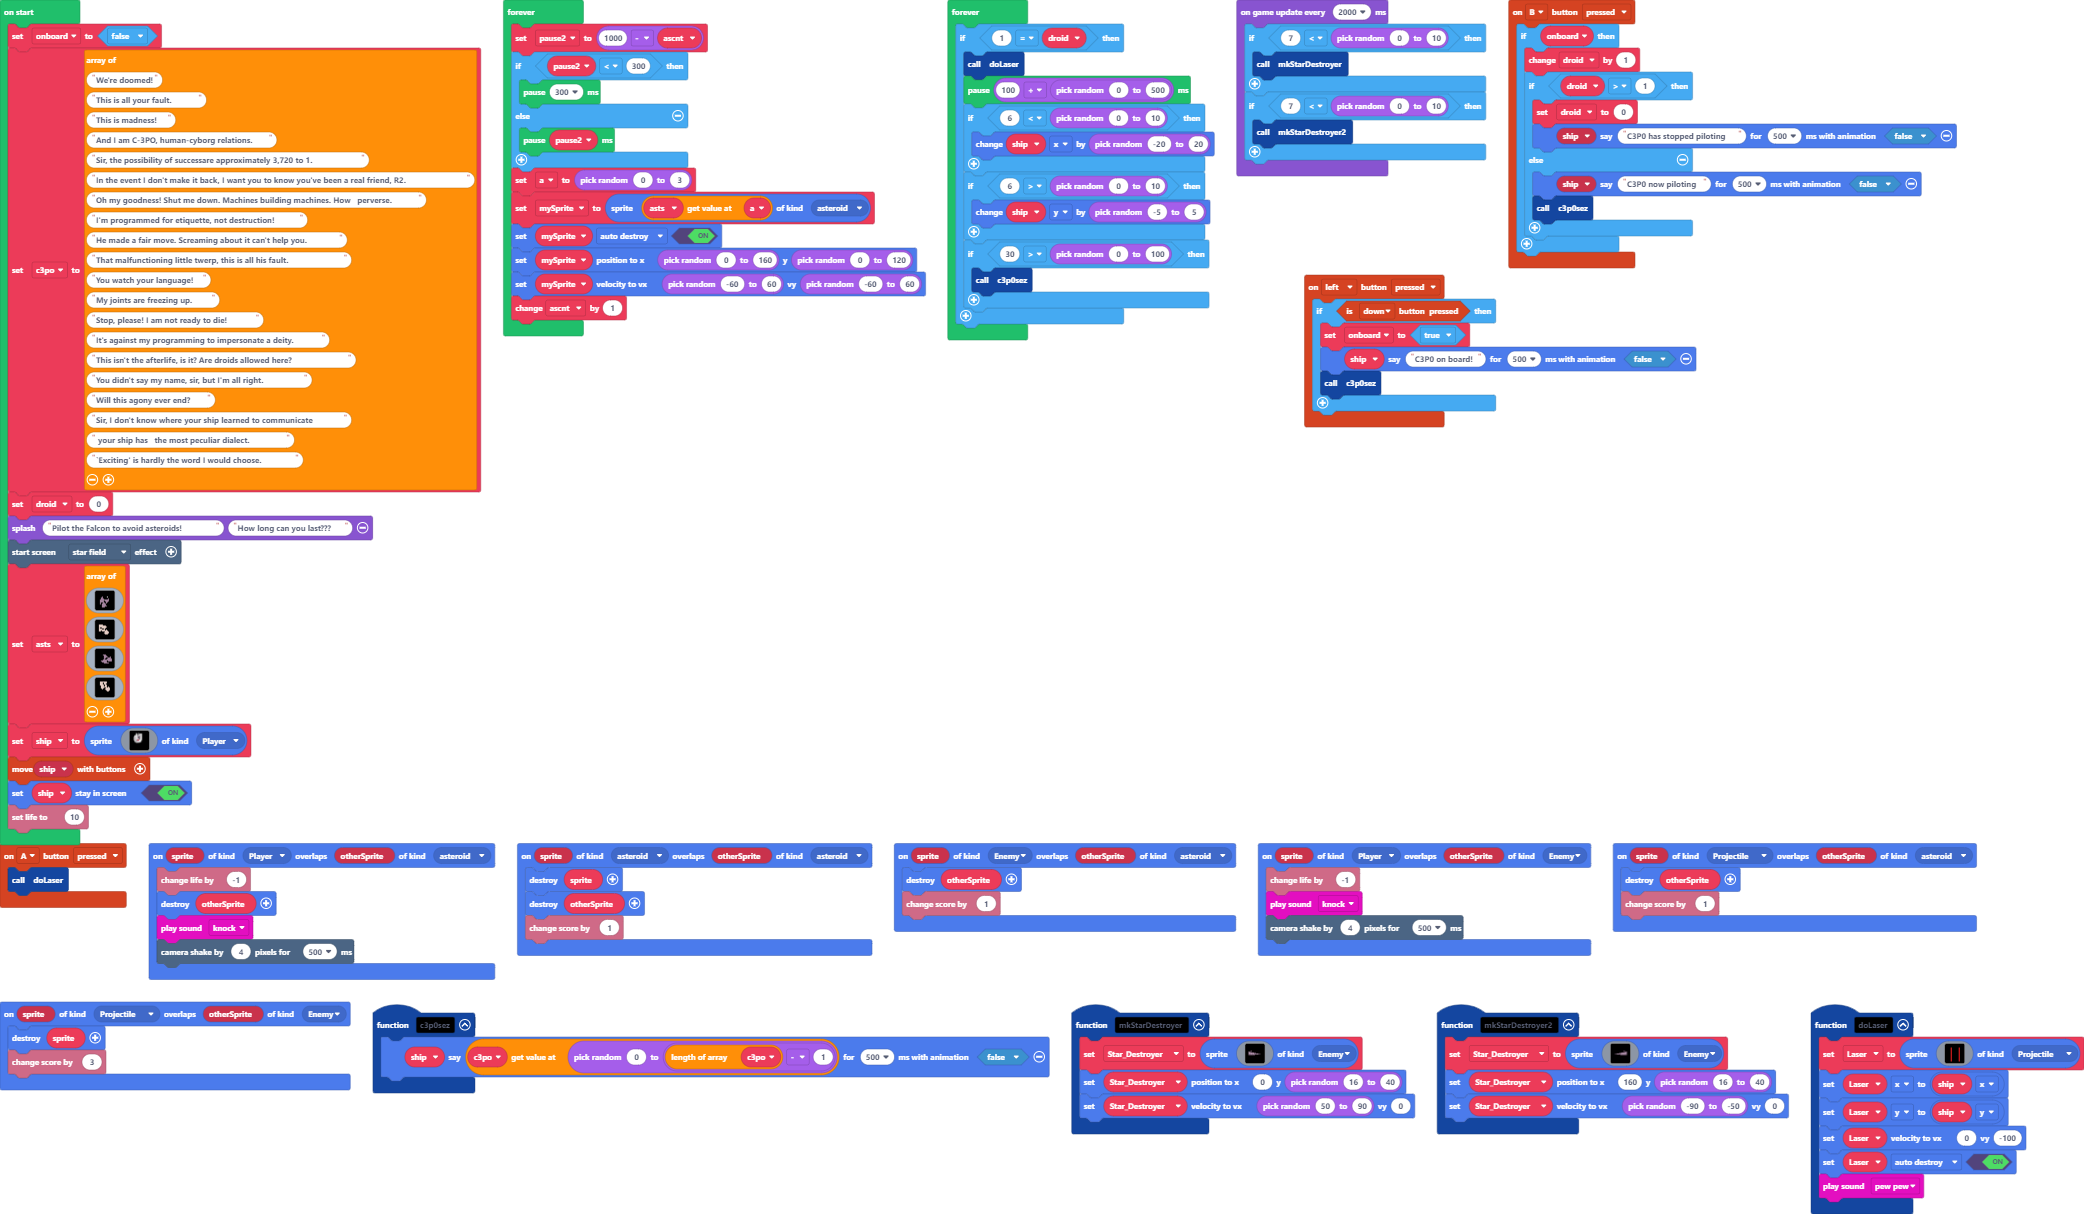 on start
set onboard to false
array of
"We're doomed!"
"This is all your fault."
"This is madness!"
"And I am C-3PO, human-cyborg relations."
"Sir, the possibility of successare approximately 3,720 to 1."
"In the event I don't make it back, I want you to know you've been a real friend, R2."
"Oh my goodness! Shut me down. Machines building machines. How perverse."
"I'm programmed for etiquette, not destruction!"
"He made a fair move. Screaming about it can't help you."
"That malfunctioning little twerp, this is all his fault."
set c3po to
"You watch your language!"
"My joints are freezing up."
"Stop, please! I am not ready to die!"
"It's against my programming to impersonate a deity."
"This isn't the afterlife, is it? Are droids allowed here?"
"You didn't say my name, sir, but I'm all right."
"Will this agony ever end?"
"Sir, I don't know where your ship learned to communicate"
"your ship has the most peculiar dialect."
"'Exciting' is hardly the word I would choose."
set droid to 0
splash "Pilot the Falcon to avoid asteroids!" "How long can you last???"
start screen star field effect
array of
set asts to
set ship to sprite of kind Player
move ship with buttons
set ship stay in screen ON
set life to 10
forever
set pause2 to 1000 - ascnt
if pause2 < 300 then
pause 300 ms
else
pause pause2 ms
set a to pick random 0 to 3
set mySprite to sprite asts get value at a of kind asteroid
set mySprite auto destroy ON
set mySprite position to x pick random 0 to 160 y pick random 0 to 120
set mySprite velocity to vx pick random -60 to 60 vy pick random -60 to 60
change ascnt by 1
forever
if 1 = droid then
call doLaser
pause 100 + pick random 0 to 500 ms
if 6 < pick random 0 to 10 then
change ship x by pick random -20 to 20
if 6 > pick random 0 to 10 then
change ship y by pick random -5 to 5
if 30 > pick random 0 to 100 then
call c3p0sez
on game update every 2000 ms
if 7 < pick random 0 to 10 then
call mkStarDestroyer
if 7 < pick random 0 to 10 then
call mkStarDestroyer2
on B button pressed
if onboard then
change droid by 1
if droid > 1 then
set droid to 0
ship say "C3P0 has stopped piloting" for 500 ms with animation false
else
ship say "C3P0 now piloting" for 500 ms with animation false
call c3p0sez
on left button pressed
if is down button pressed then
set onboard to true
ship say "C3P0 on board!" for 500 ms with animation false
call c3p0sez
on A button pressed
call doLaser
on sprite of kind Player overlaps otherSprite of kind asteroid
change life by -1
destroy otherSprite
play sound knock
camera shake by 4 pixels for 500 ms
on sprite of kind asteroid overlaps otherSprite of kind asteroid
destroy sprite
destroy otherSprite
change score by 1
on sprite of kind Enemy overlaps otherSprite of kind asteroid
destroy otherSprite
change score by 1
on sprite of kind Player overlaps otherSprite of kind Enemy
change life by -1
play sound knock
camera shake by 4 pixels for 500 ms
on sprite of kind Projectile overlaps otherSprite of kind asteroid
destroy otherSprite
change score by 1
on sprite of kind Projectile overlaps otherSprite of kind Enemy
destroy sprite
change score by 3
function c3p0sez
ship say c3po get value at pick random 0 to length of array c3po - 1 for 500 ms with animation false
function mkStarDestroyer
set Star_Destroyer to sprite of kind Enemy
set Star_Destroyer position to x 0 y pick random 16 to 40
set Star_Destroyer velocity to vx pick random 50 to 90 vy 0
function mkStarDestroyer2
set Star_Destroyer to sprite of kind Enemy
set Star_Destroyer position to x 160 y pick random 16 to 40
set Star_Destroyer velocity to vx pick random -90 to -50 vy 0
function doLaser
set Laser to sprite of kind Projectile
set Laser x to ship x
set Laser y to ship y
set Laser velocity to vx 0 vy -100
set Laser auto destroy ON
play sound pew pew